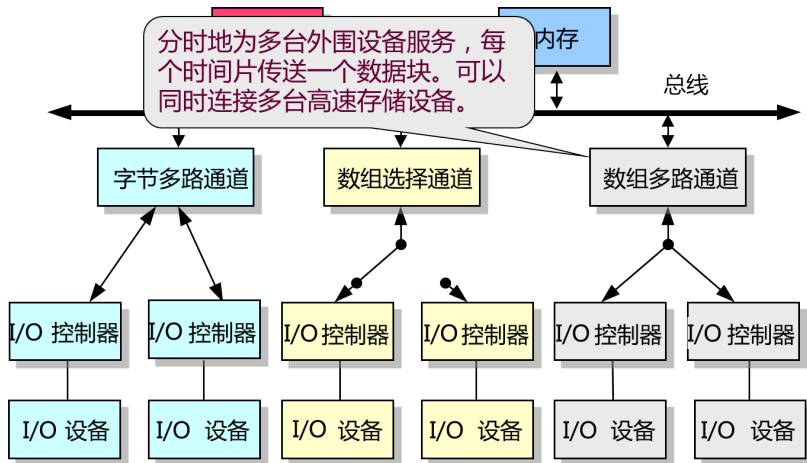 分时地为多台外围设备服务，每
个时间片传送一个数据块。可以
同时连接多台高速存储设备。
内存
总线
字节多路通道
数组选择通道
数组多路通道
I/O 控制器
I/O 控制器
I/O 控制器
I/O 控制器
I/O 控制器
I/O 控制器
I/O 设备
I/O 设备
I/O 设备
I/O 设备
I/O 设备
I/O 设备